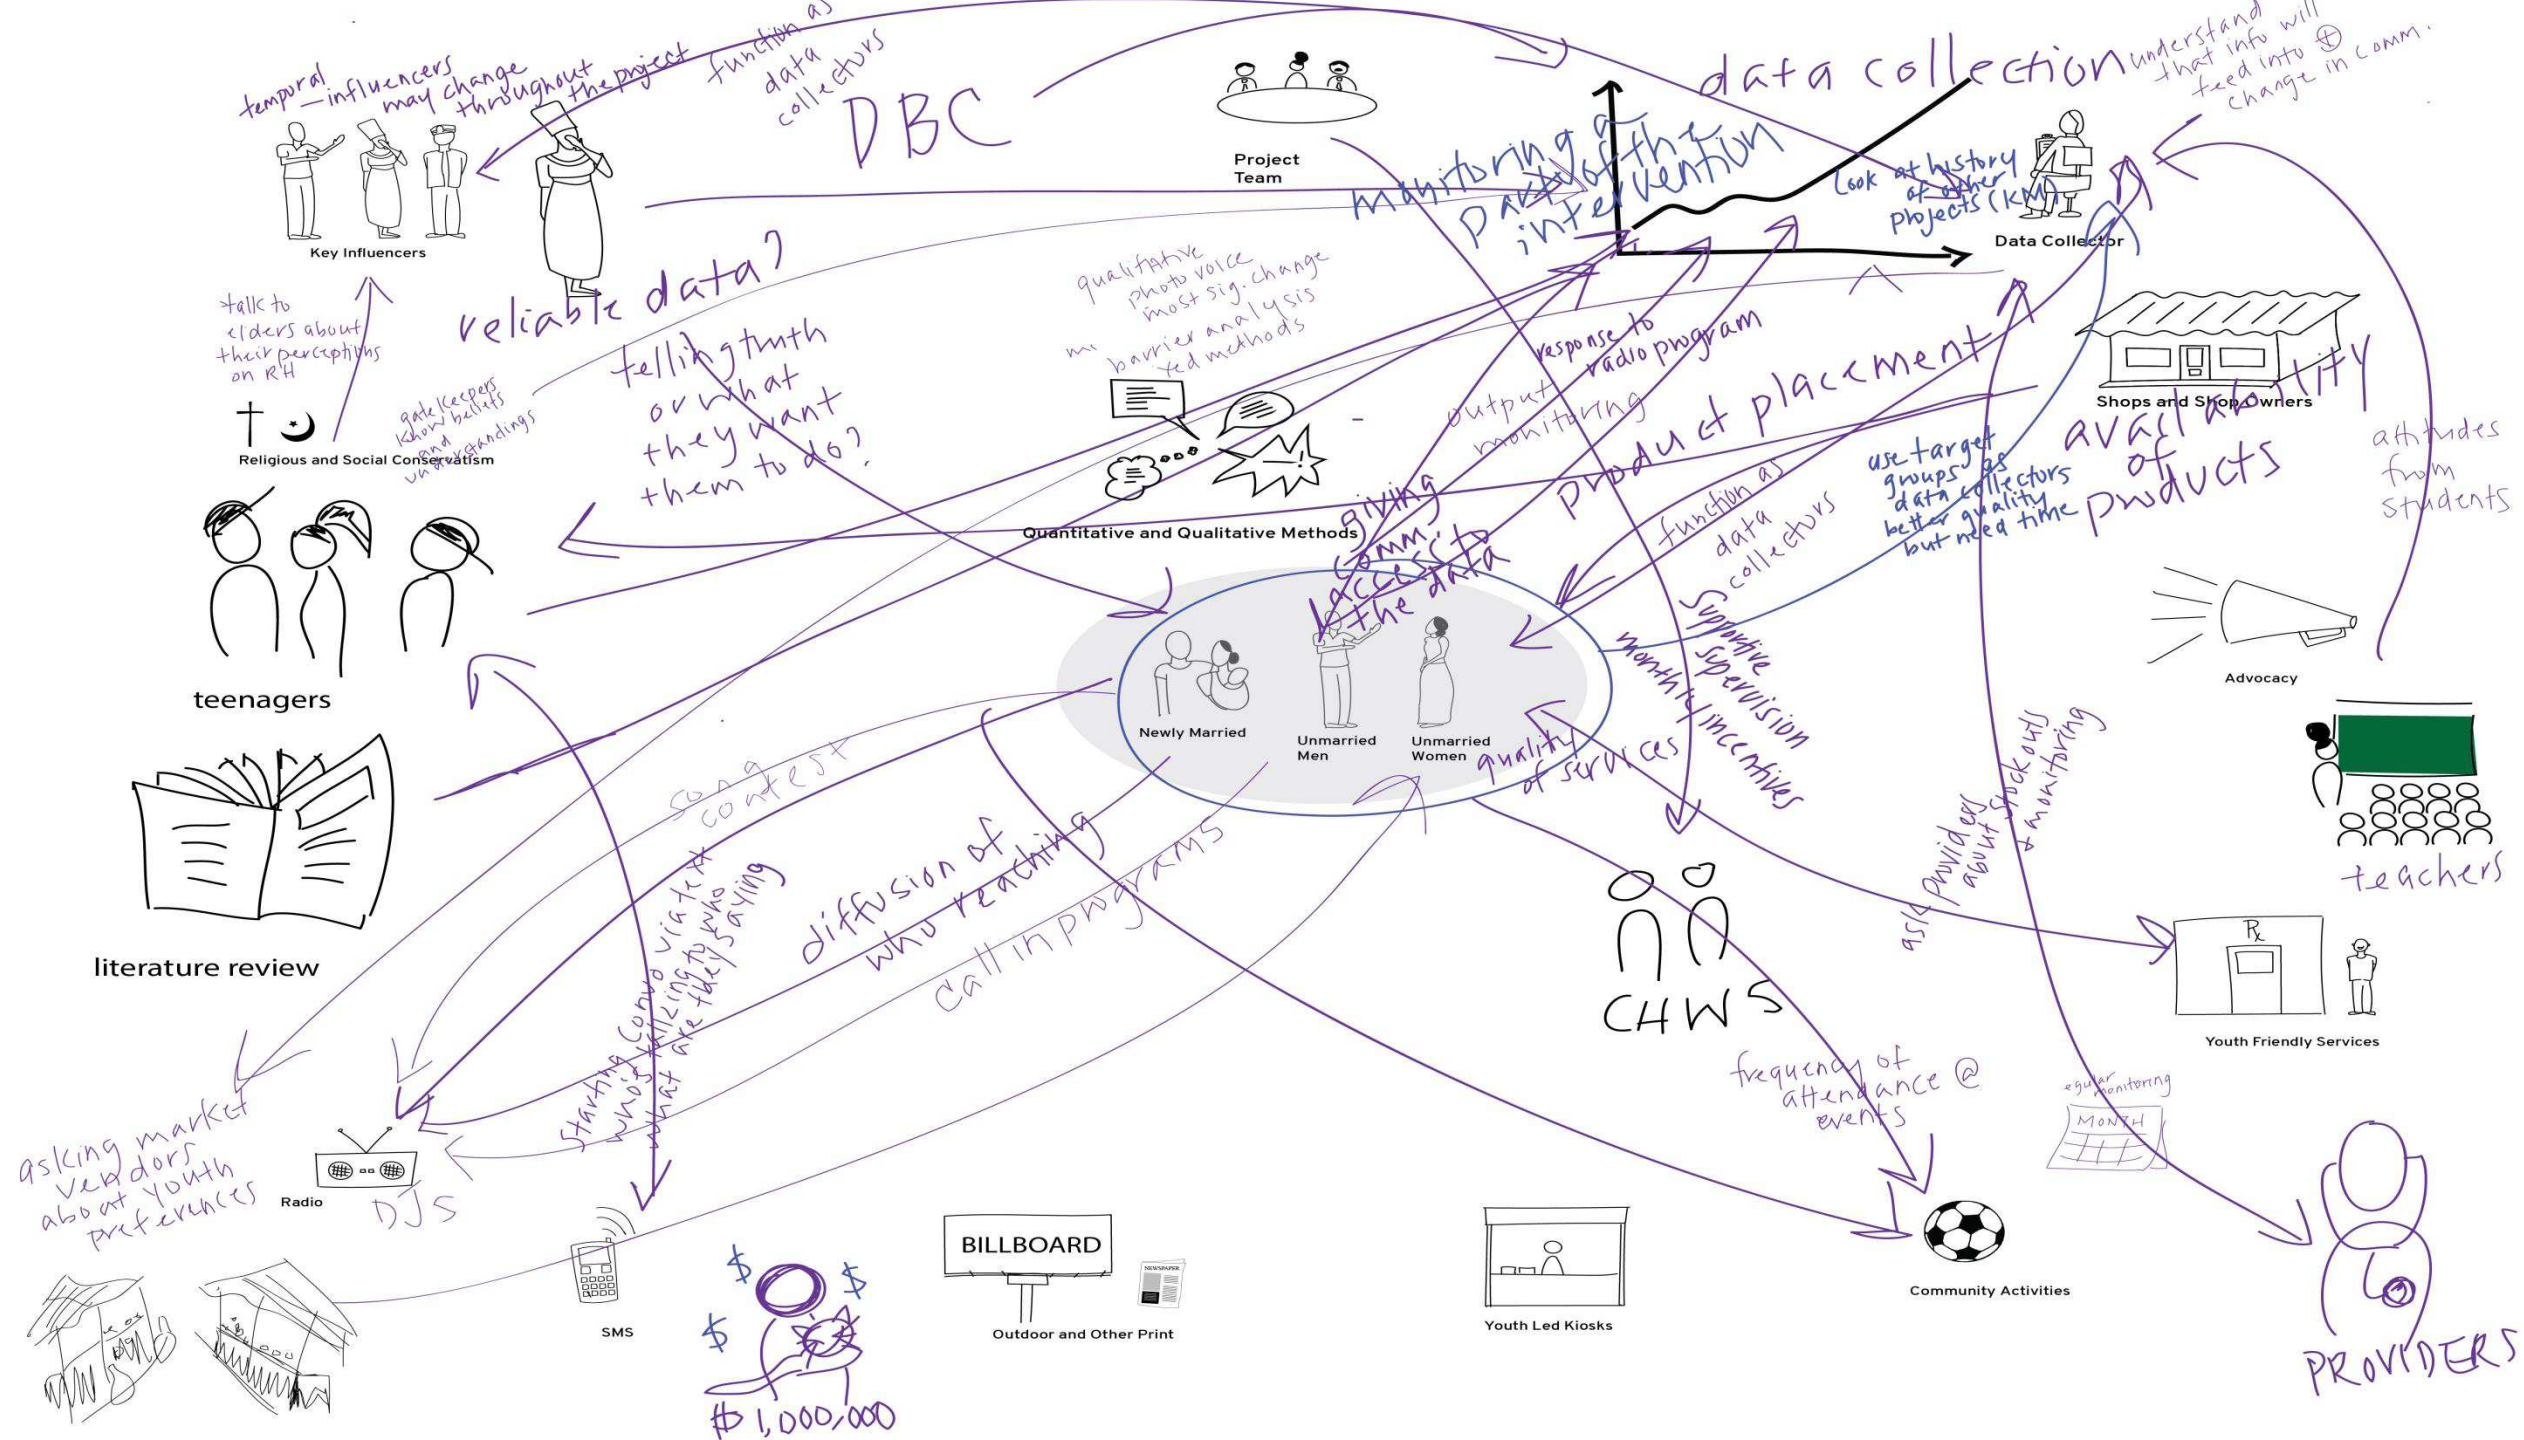 temporal
—influencers
may change
throughout
the project
function as
data
collectors
DBC
Project
Team
data collection
understand
that info will
feed into ⊕
change in comm.
Key Influencers
monitoring a
part of the
intervention
Look at history
of other
projects (KM)
Data Collector
talk to
elders about
their perceptions
on RH
reliable data?
telling truth
or what
they want
them to do?
qualitative
photo voice
most sig. change
barrier analysis
methods
gatekeepers
know beliefs
and
understandings
Religious and Social Conservatism
response to
radio program
output
monitoring
product placement
Shops and Shop Owners
availability
of
products
attitudes
from
students
use target
groups as
data collectors
better quality
but need time
function as
data
collectors
Quantitative and Qualitative Methods
giving
comm.
access to
the data
teenagers
Supportive
supervision
monthly incentives
Newly Married
Unmarried
Men
Unmarried
Women
quality
of services
Advocacy
teachers
literature review
song
contest
diffusion of
who reaching
call in programs
starting convo via text
who is talking to who
what are they saying
ask providers
about stock outs
+ monitoring
CHWS
Rx
Youth Friendly Services
frequency of
attendance @
events
egular
monitoring
MONTH
asking market
vendors
about youth
preferences
Radio
DJs
SMS
$ $
$
$1,000,000
BILLBOARD
NEWSPAPER
Outdoor and Other Print
Youth Led Kiosks
Community Activities
PROVIDERS